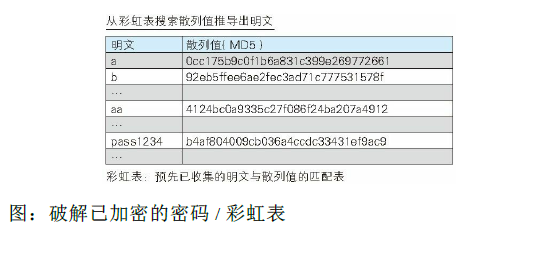 从彩虹表搜索散列值推导出明文
明文 散列值(MD5)
a 0cc175b9c0f1b6a831c399e269772661
b 92eb5ffee6ae2fec3ad71c777531578f
…
aa 4124bc0a9335c27f086f24ba207a4912
…
pass1234 b4af804009cb036a4ccdc33431ef9ac9
…
彩虹表：预先已收集的明文与散列值的匹配表
图：破解已加密的密码 / 彩虹表